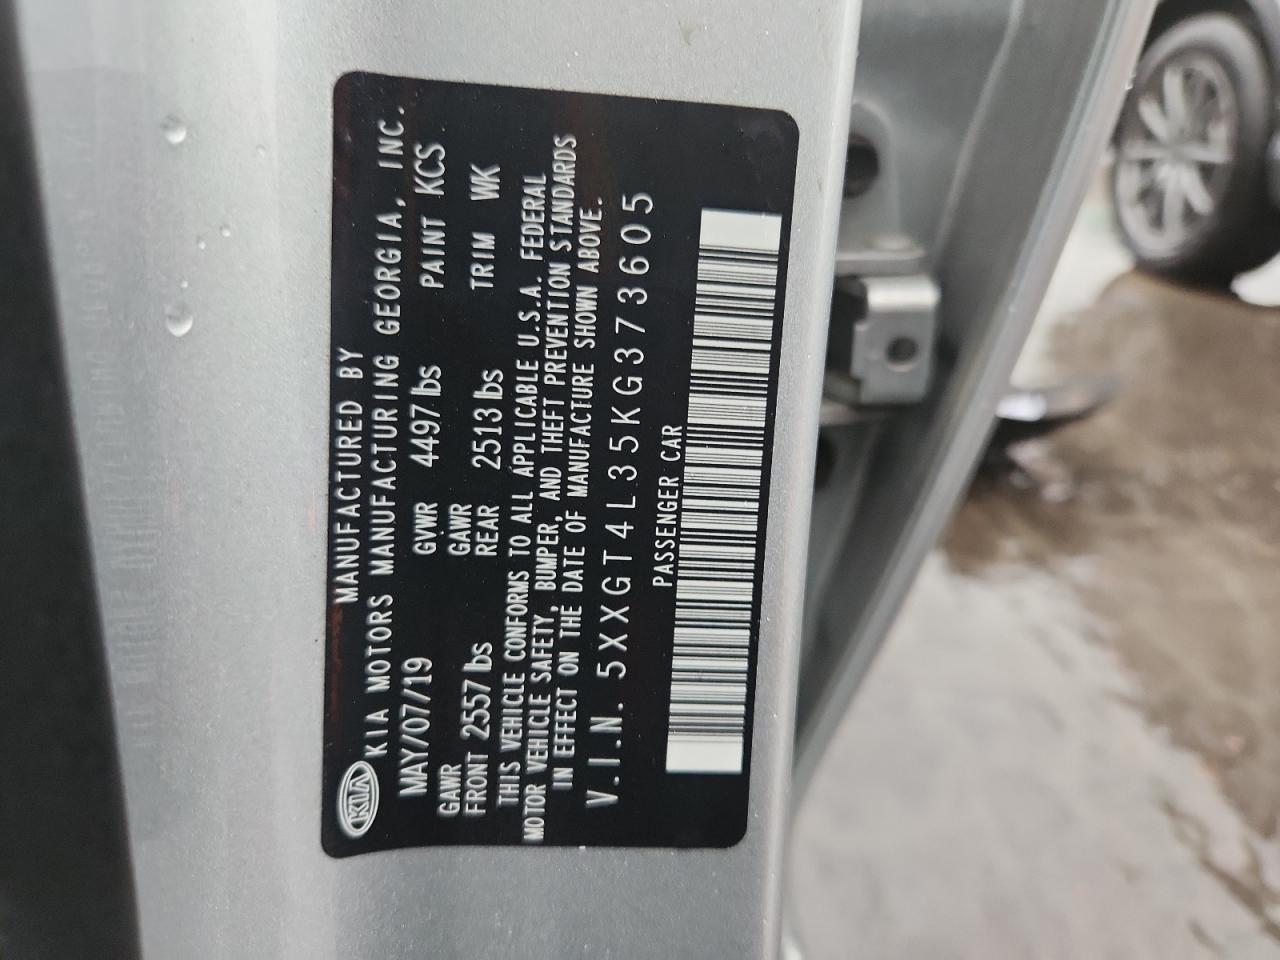 KIA
MANUFACTURED BY
KIA MOTORS MANUFACTURING GEORGIA, INC.
MAY/07/19 GVWR 4497 lbs PAINT KCS
GAWR FRONT 2557 lbs GAWR REAR 2513 lbs TRIM WK
THIS VEHICLE CONFORMS TO ALL APPLICABLE U.S.A. FEDERAL
MOTOR VEHICLE SAFETY, BUMPER, AND THEFT PREVENTION STANDARDS
IN EFFECT ON THE DATE OF MANUFACTURE SHOWN ABOVE.
V.I.N. 5XXGT4L35KG373605
PASSENGER CAR